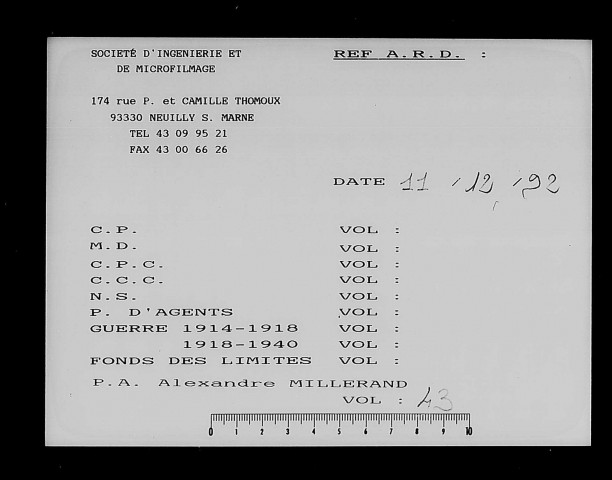 SOCIETÉ D'INGENIERIE ET REF A.R.D. :
DE MICROFILMAGE
174 rue P. et CAMILLE THOMOUX
93330 NEUILLY S. MARNE
TEL 43 09 95 21
FAX 43 00 66 26
DATE 11 /12 /92
C.P. VOL :
M.D. VOL :
C.P.C. VOL :
C.C.C. VOL :
N.S. VOL :
P. D'AGENTS VOL :
GUERRE 1914-1918 VOL :
1918-1940 VOL :
FONDS DES LIMITES VOL :
P.A. Alexandre MILLERAND
VOL : 43
0 1 2 3 4 5 6 7 8 9 10